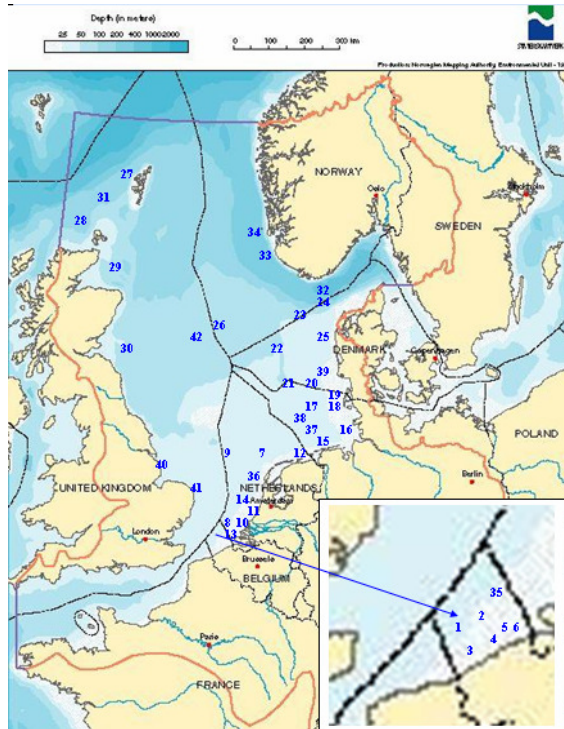 Depth (in metres)
25 50 100 200 400 1000 2000
0 100 200 300 km
STATENS KARTVERK
Production: Norwegian Mapping Authority, Environmental Unit - 
27
31
28
29
NORWAY
Oslo
Stockholm
SWEDEN
34
33
32
24
23
26
42
22
25
30
DENMARK
Copenhagen
39
21 20
19
17 18
38
37 16
15
9 7 12
40
36
41
POLAND
Berlin
UNITED KINGDOM
London
NETHERLANDS
14
Amsterdam
11
8 10
13
Brussels
BELGIUM
Paris
FRANCE
35
2
1
5 6
4
3